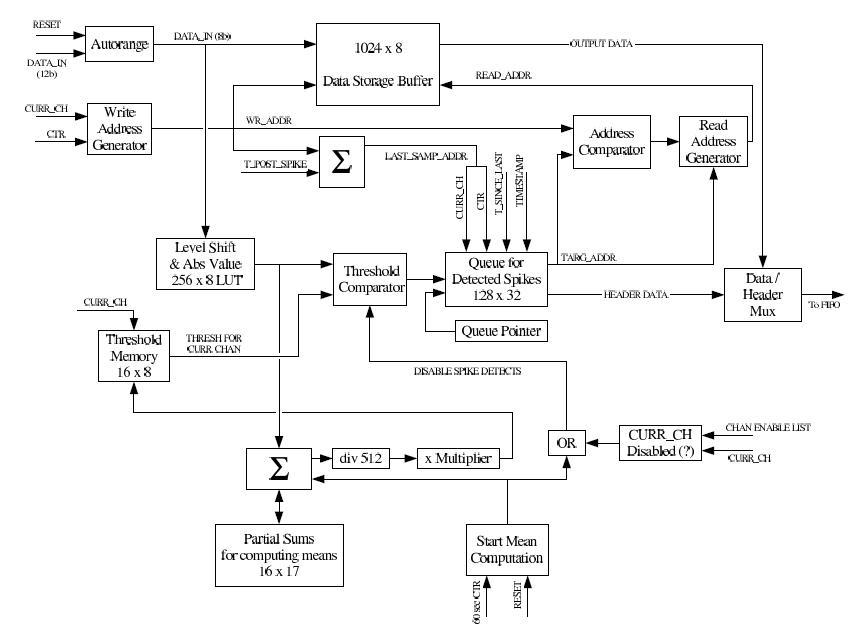 RESET
DATA_IN
(12b)
Autorange
DATA_IN (8b)
1024 x 8
Data Storage Buffer
OUTPUT DATA
READ_ADDR
CURR_CH
CTR
Write
Address
Generator
WR_ADDR
T_POST_SPIKE
Σ
LAST_SAMP_ADDR
CURR_CH
CTR
T_SINCE_LAST
TIMESTAMP
Address
Comparator
Read
Address
Generator
Level Shift
& Abs Value
256 x 8 LUT
Threshold
Comparator
Queue for
Detected Spikes
128 x 32
TARG_ADDR
HEADER DATA
Data /
Header
Mux
To FIFO
Queue Pointer
CURR_CH
Threshold
Memory
16 x 8
THRESH FOR
CURR CHAN
DISABLE SPIKE DETECTS
Σ
div 512
x Multiplier
OR
CURR_CH
Disabled (?)
CHAN ENABLE LIST
CURR_CH
Partial Sums
for computing means
16 x 17
Start Mean
Computation
60 sec CTR
RESET